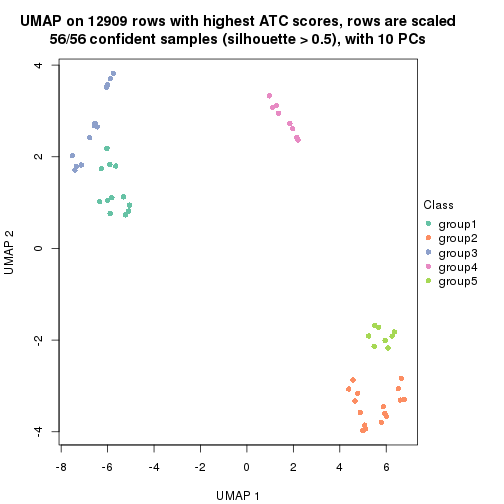 UMAP on 12909 rows with highest ATC scores, rows are scaled
56/56 confident samples (silhouette > 0.5), with 10 PCs
4
2
0
-2
-4
UMAP 2
-8
-6
-4
-2
0
2
4
6
UMAP 1
Class
group1
group2
group3
group4
group5